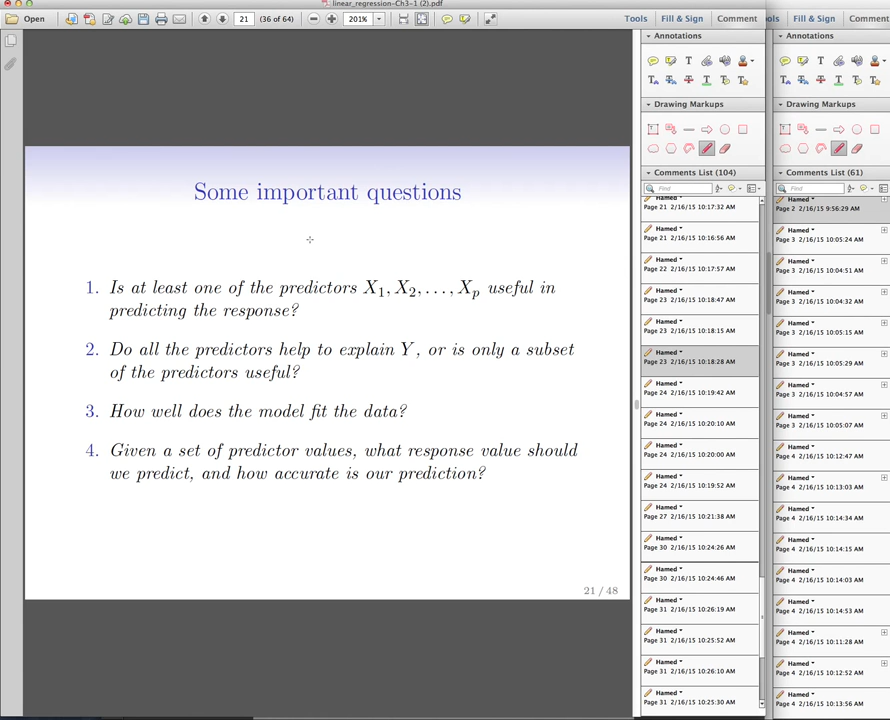 linear_regression-Ch3-1 (2).pdf
Open
21
(36 of 64)
201%
Tools
Fill & Sign
Comment
ols
Fill & Sign
Comment
Some important questions
1. Is at least one of the predictors X1, X2, . . . , Xp useful in
predicting the response?
2. Do all the predictors help to explain Y, or is only a subset
of the predictors useful?
3. How well does the model fit the data?
4. Given a set of predictor values, what response value should
we predict, and how accurate is our prediction?
21 / 48
Annotations
Drawing Markups
Comments List (104)
Find
Hamed
Page 21 2/16/15 10:17:32 AM
Hamed
Page 21 2/16/15 10:16:56 AM
Hamed
Page 22 2/16/15 10:17:57 AM
Hamed
Page 23 2/16/15 10:18:47 AM
Hamed
Page 23 2/16/15 10:18:15 AM
Hamed
Page 23 2/16/15 10:18:28 AM
Hamed
Page 24 2/16/15 10:19:42 AM
Hamed
Page 24 2/16/15 10:20:10 AM
Hamed
Page 24 2/16/15 10:20:00 AM
Hamed
Page 24 2/16/15 10:19:52 AM
Hamed
Page 27 2/16/15 10:21:38 AM
Hamed
Page 30 2/16/15 10:24:26 AM
Hamed
Page 30 2/16/15 10:24:46 AM
Hamed
Page 31 2/16/15 10:26:19 AM
Hamed
Page 31 2/16/15 10:25:52 AM
Hamed
Page 31 2/16/15 10:26:10 AM
Hamed
Page 31 2/16/15 10:25:30 AM
Annotations
Drawing Markups
Comments List (61)
Find
Hamed
Page 2 2/16/15 9:56:29 AM
Hamed
Page 3 2/16/15 10:05:24 AM
Hamed
Page 3 2/16/15 10:04:51 AM
Hamed
Page 3 2/16/15 10:04:32 AM
Hamed
Page 3 2/16/15 10:05:15 AM
Hamed
Page 3 2/16/15 10:05:29 AM
Hamed
Page 3 2/16/15 10:04:57 AM
Hamed
Page 3 2/16/15 10:05:07 AM
Hamed
Page 4 2/16/15 10:12:47 AM
Hamed
Page 4 2/16/15 10:13:03 AM
Hamed
Page 4 2/16/15 10:14:34 AM
Hamed
Page 4 2/16/15 10:14:15 AM
Hamed
Page 4 2/16/15 10:14:03 AM
Hamed
Page 4 2/16/15 10:14:53 AM
Hamed
Page 4 2/16/15 10:11:28 AM
Hamed
Page 4 2/16/15 10:12:52 AM
Hamed
Page 4 2/16/15 10:13:56 AM